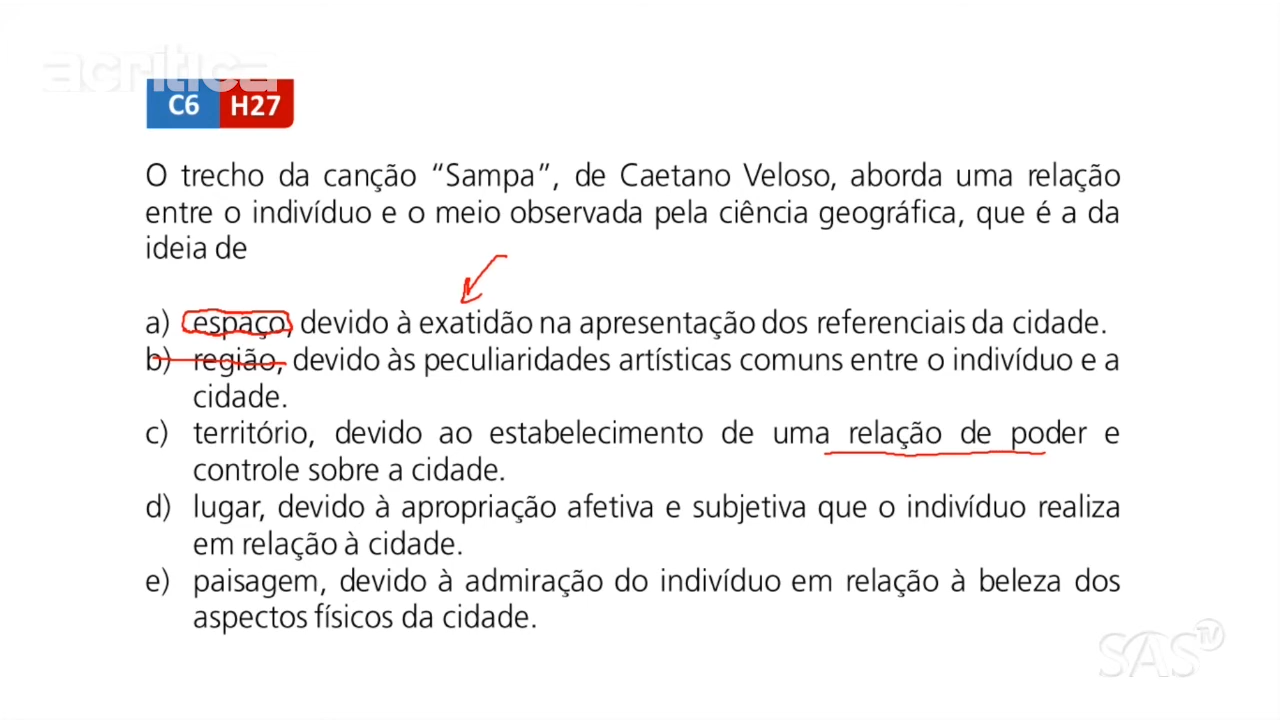 acrítica
C6 H27
O trecho da canção “Sampa”, de Caetano Veloso, aborda uma relação
entre o indivíduo e o meio observada pela ciência geográfica, que é a da
ideia de
a) espaço, devido à exatidão na apresentação dos referenciais da cidade.
b) região, devido às peculiaridades artísticas comuns entre o indivíduo e a
cidade.
c) território, devido ao estabelecimento de uma relação de poder e
controle sobre a cidade.
d) lugar, devido à apropriação afetiva e subjetiva que o indivíduo realiza
em relação à cidade.
e) paisagem, devido à admiração do indivíduo em relação à beleza dos
aspectos físicos da cidade.
SAS TV